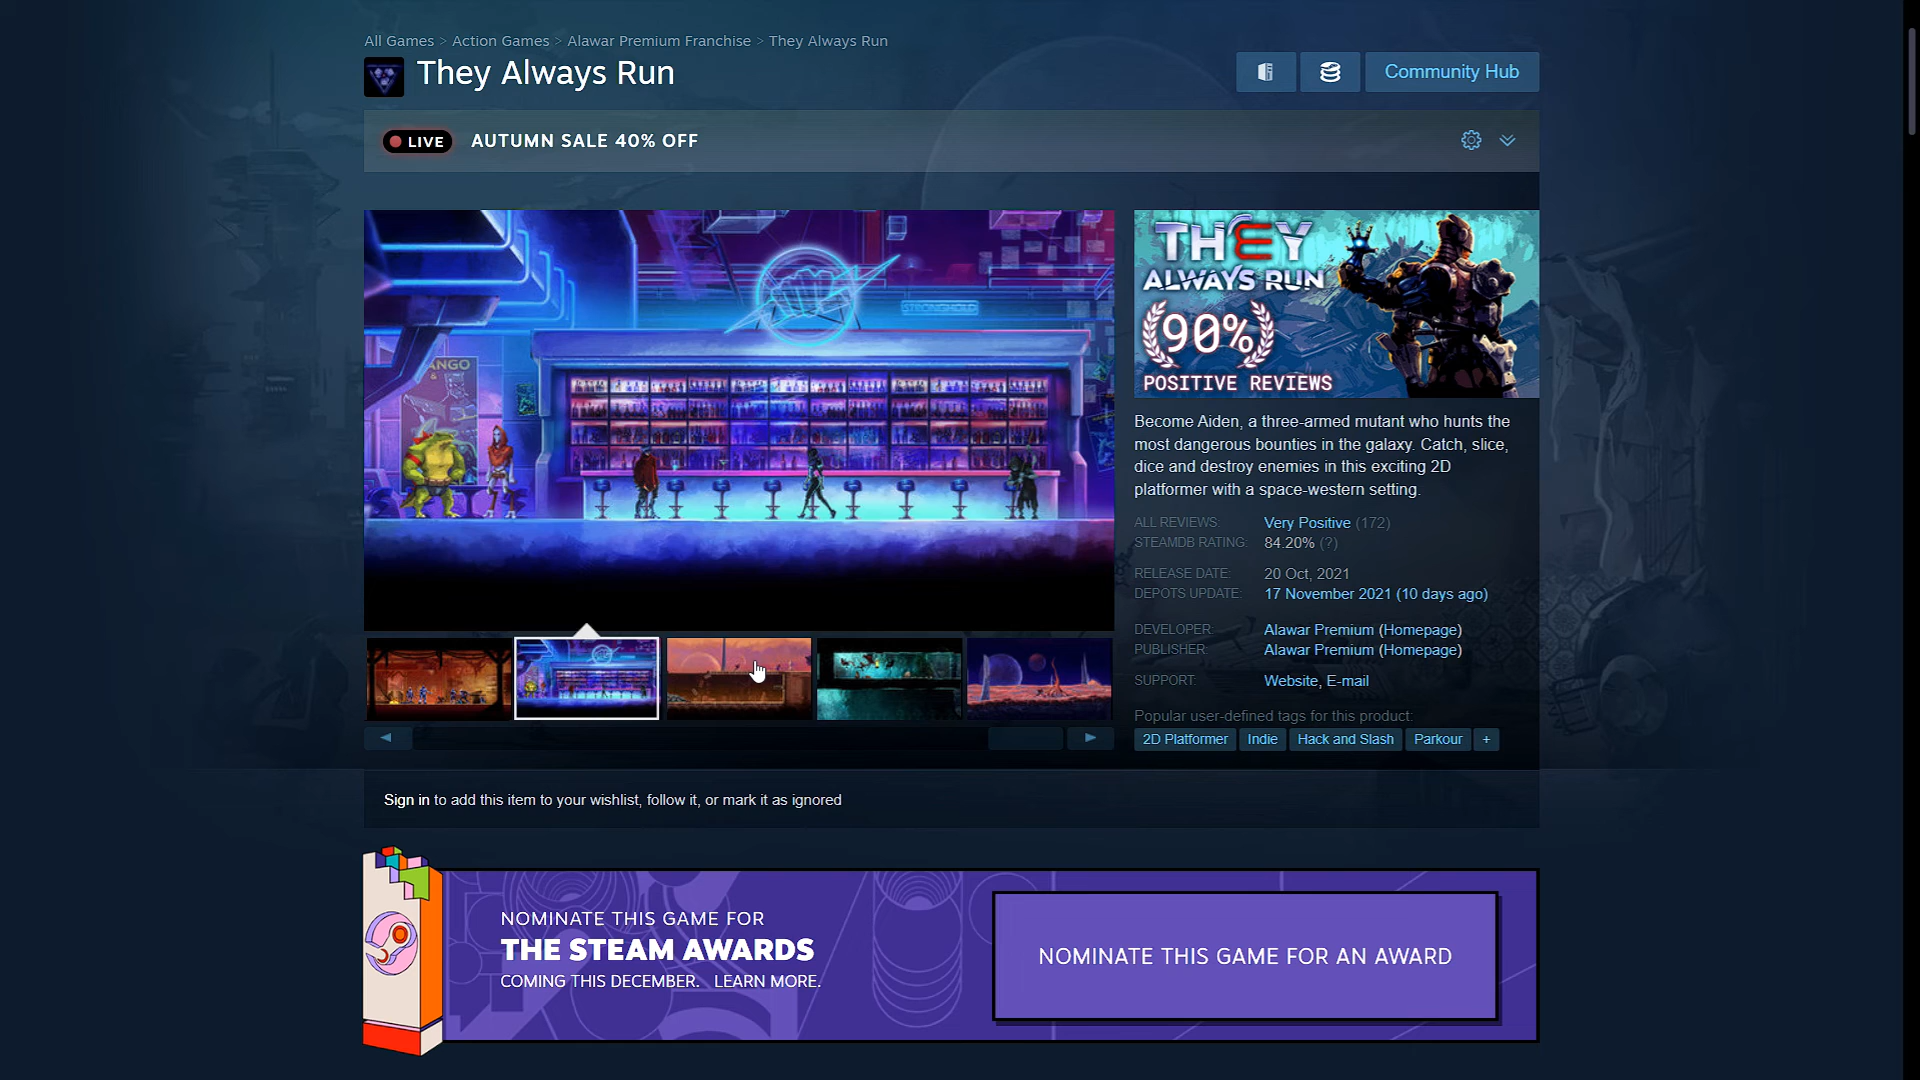 All Games > Action Games > Alawar Premium Franchise > They Always Run
They Always Run
Community Hub
LIVE
AUTUMN SALE 40% OFF
STRONGHOLD
ANGO
&
THEY
ALWAYS RUN
90%
POSITIVE REVIEWS
Become Aiden, a three-armed mutant who hunts the
most dangerous bounties in the galaxy. Catch, slice,
dice and destroy enemies in this exciting 2D
platformer with a space-western setting.
ALL REVIEWS: Very Positive (172)
STEAMDB RATING: 84.20% (?)
RELEASE DATE: 20 Oct, 2021
DEPOTS UPDATE: 17 November 2021 (10 days ago)
DEVELOPER: Alawar Premium (Homepage)
PUBLISHER: Alawar Premium (Homepage)
SUPPORT: Website, E-mail
Popular user-defined tags for this product:
2D Platformer Indie Hack and Slash Parkour +
Sign in to add this item to your wishlist, follow it, or mark it as ignored
NOMINATE THIS GAME FOR
THE STEAM AWARDS
COMING THIS DECEMBER. LEARN MORE.
NOMINATE THIS GAME FOR AN AWARD